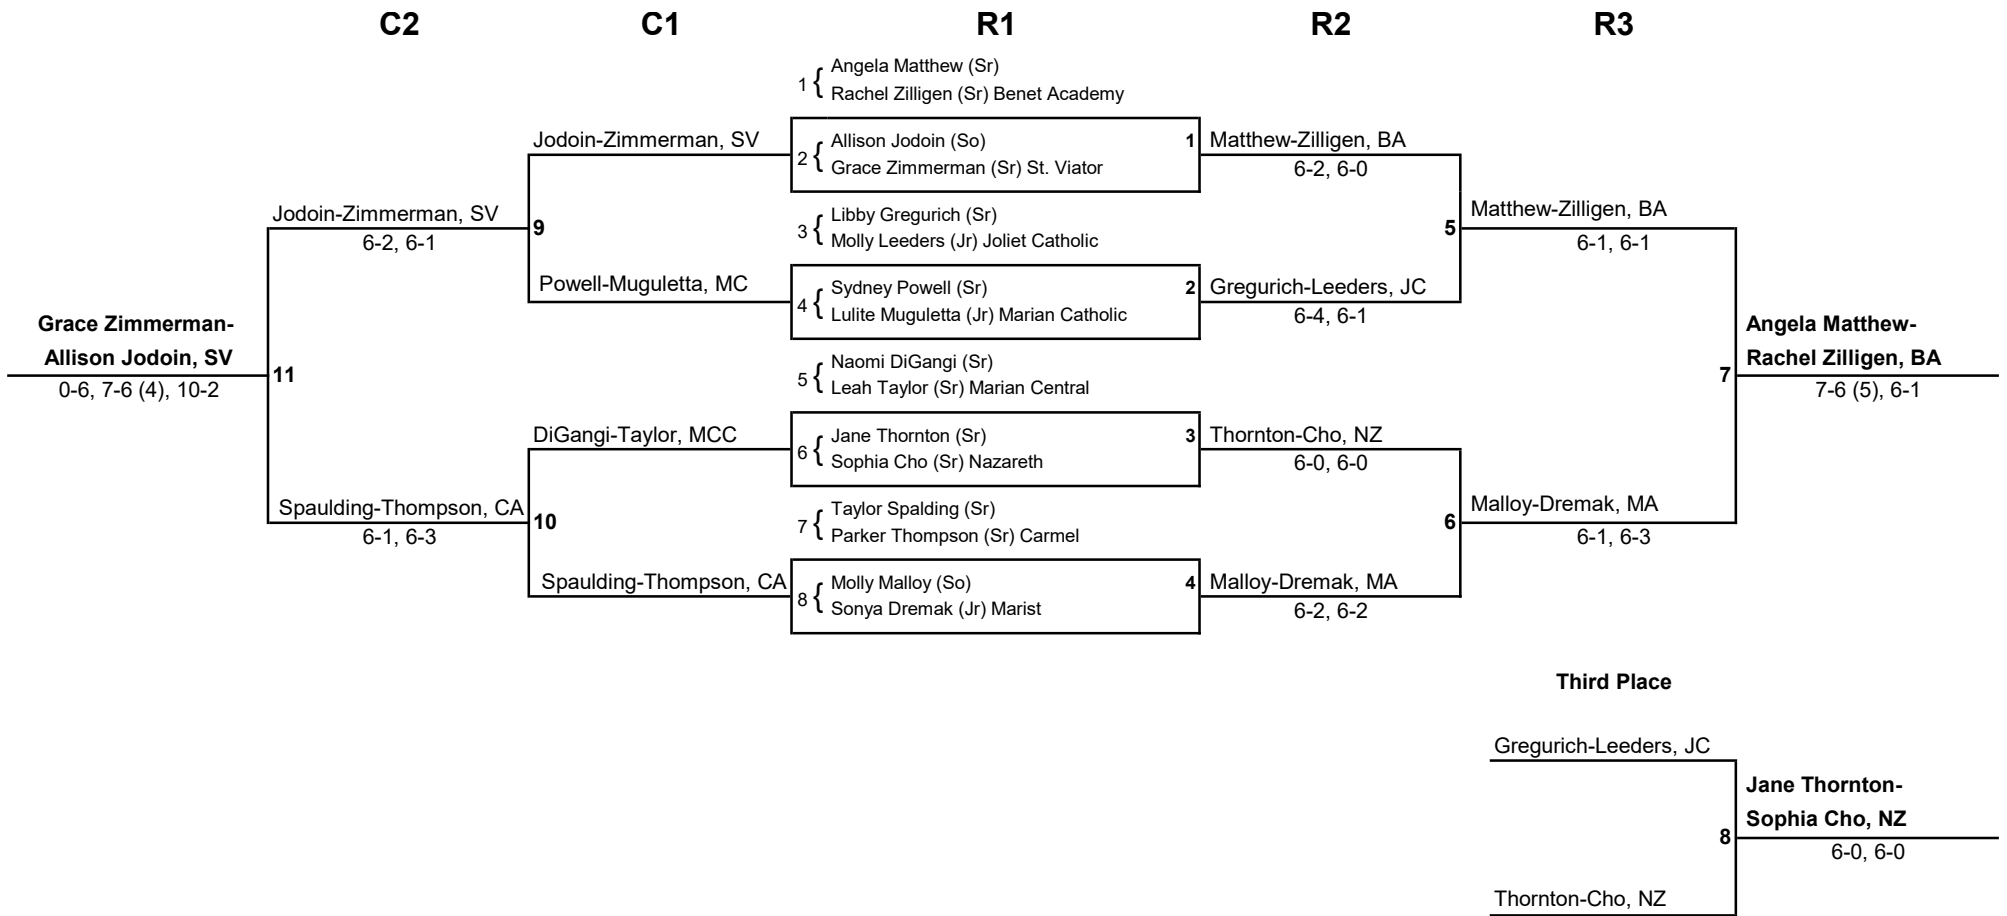 C2 C1 R1 R2 R3
Angela Matthew (Sr)
1 { Rachel Zilligen (Sr) Benet Academy
Jodoin-Zimmerman, SV
2 { Allison Jodoin (So) 1
Grace Zimmerman (Sr) St. Viator
Matthew-Zilligen, BA
6-2, 6-0
Jodoin-Zimmerman, SV
6-2, 6-1
9
3 { Libby Gregurich (Sr)
Molly Leeders (Jr) Joliet Catholic
5
Matthew-Zilligen, BA
6-1, 6-1
Powell-Muguletta, MC
4 { Sydney Powell (Sr) 2
Lulite Muguletta (Jr) Marian Catholic
Gregurich-Leeders, JC
6-4, 6-1
Grace Zimmerman-
Allison Jodoin, SV
0-6, 7-6 (4), 10-2
11
5 { Naomi DiGangi (Sr)
Leah Taylor (Sr) Marian Central
7
Angela Matthew-
Rachel Zilligen, BA
7-6 (5), 6-1
DiGangi-Taylor, MCC
6 { Jane Thornton (Sr) 3
Sophia Cho (Sr) Nazareth
Thornton-Cho, NZ
6-0, 6-0
Spaulding-Thompson, CA
6-1, 6-3
10
7 { Taylor Spalding (Sr)
Parker Thompson (Sr) Carmel
6
Malloy-Dremak, MA
6-1, 6-3
Spaulding-Thompson, CA
8 { Molly Malloy (So) 4
Sonya Dremak (Jr) Marist
Malloy-Dremak, MA
6-2, 6-2
Third Place
Gregurich-Leeders, JC
Jane Thornton-
Sophia Cho, NZ
8
6-0, 6-0
Thornton-Cho, NZ